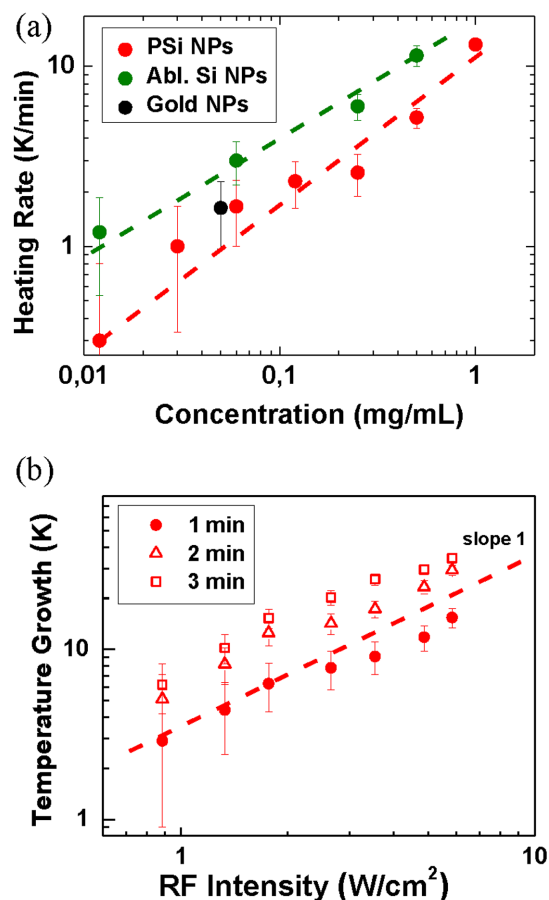 (a)
PSi NPs
Abl. Si NPs
Gold NPs
10
1
Heating Rate (K/min)
0,01
0,1
1
Concentration (mg/mL)
(b)
1 min
2 min
3 min
slope 1
10
1
Temperature Growth (K)
1
10
RF Intensity (W/cm²)